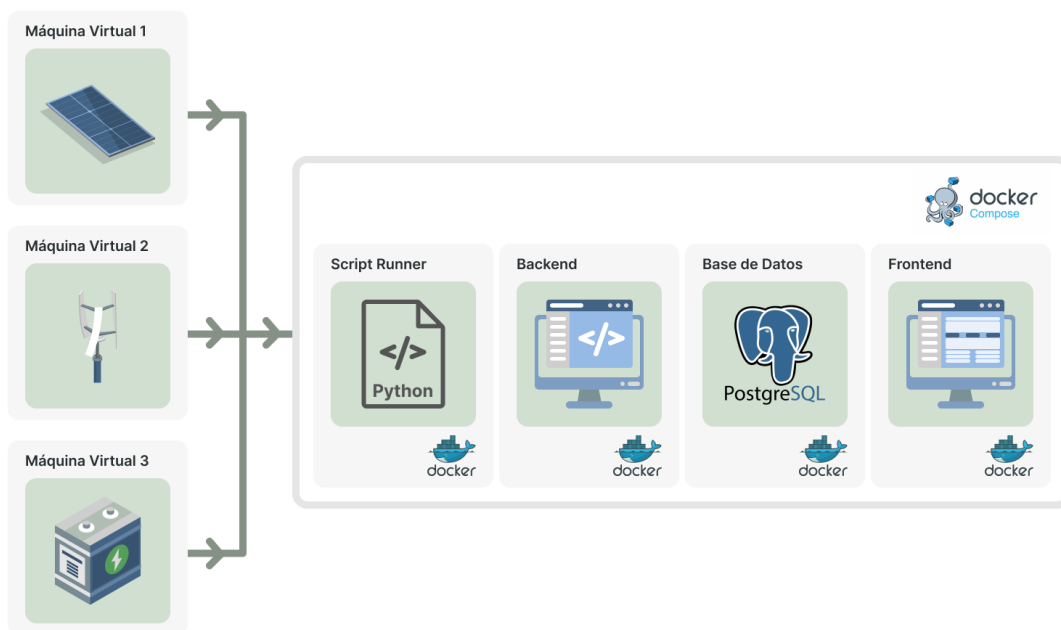 Máquina Virtual 1
Máquina Virtual 2
Máquina Virtual 3
docker
Compose
Script Runner
Backend
Base de Datos
Frontend
</>
Python
</>
PostgreSQL
docker
docker
docker
docker